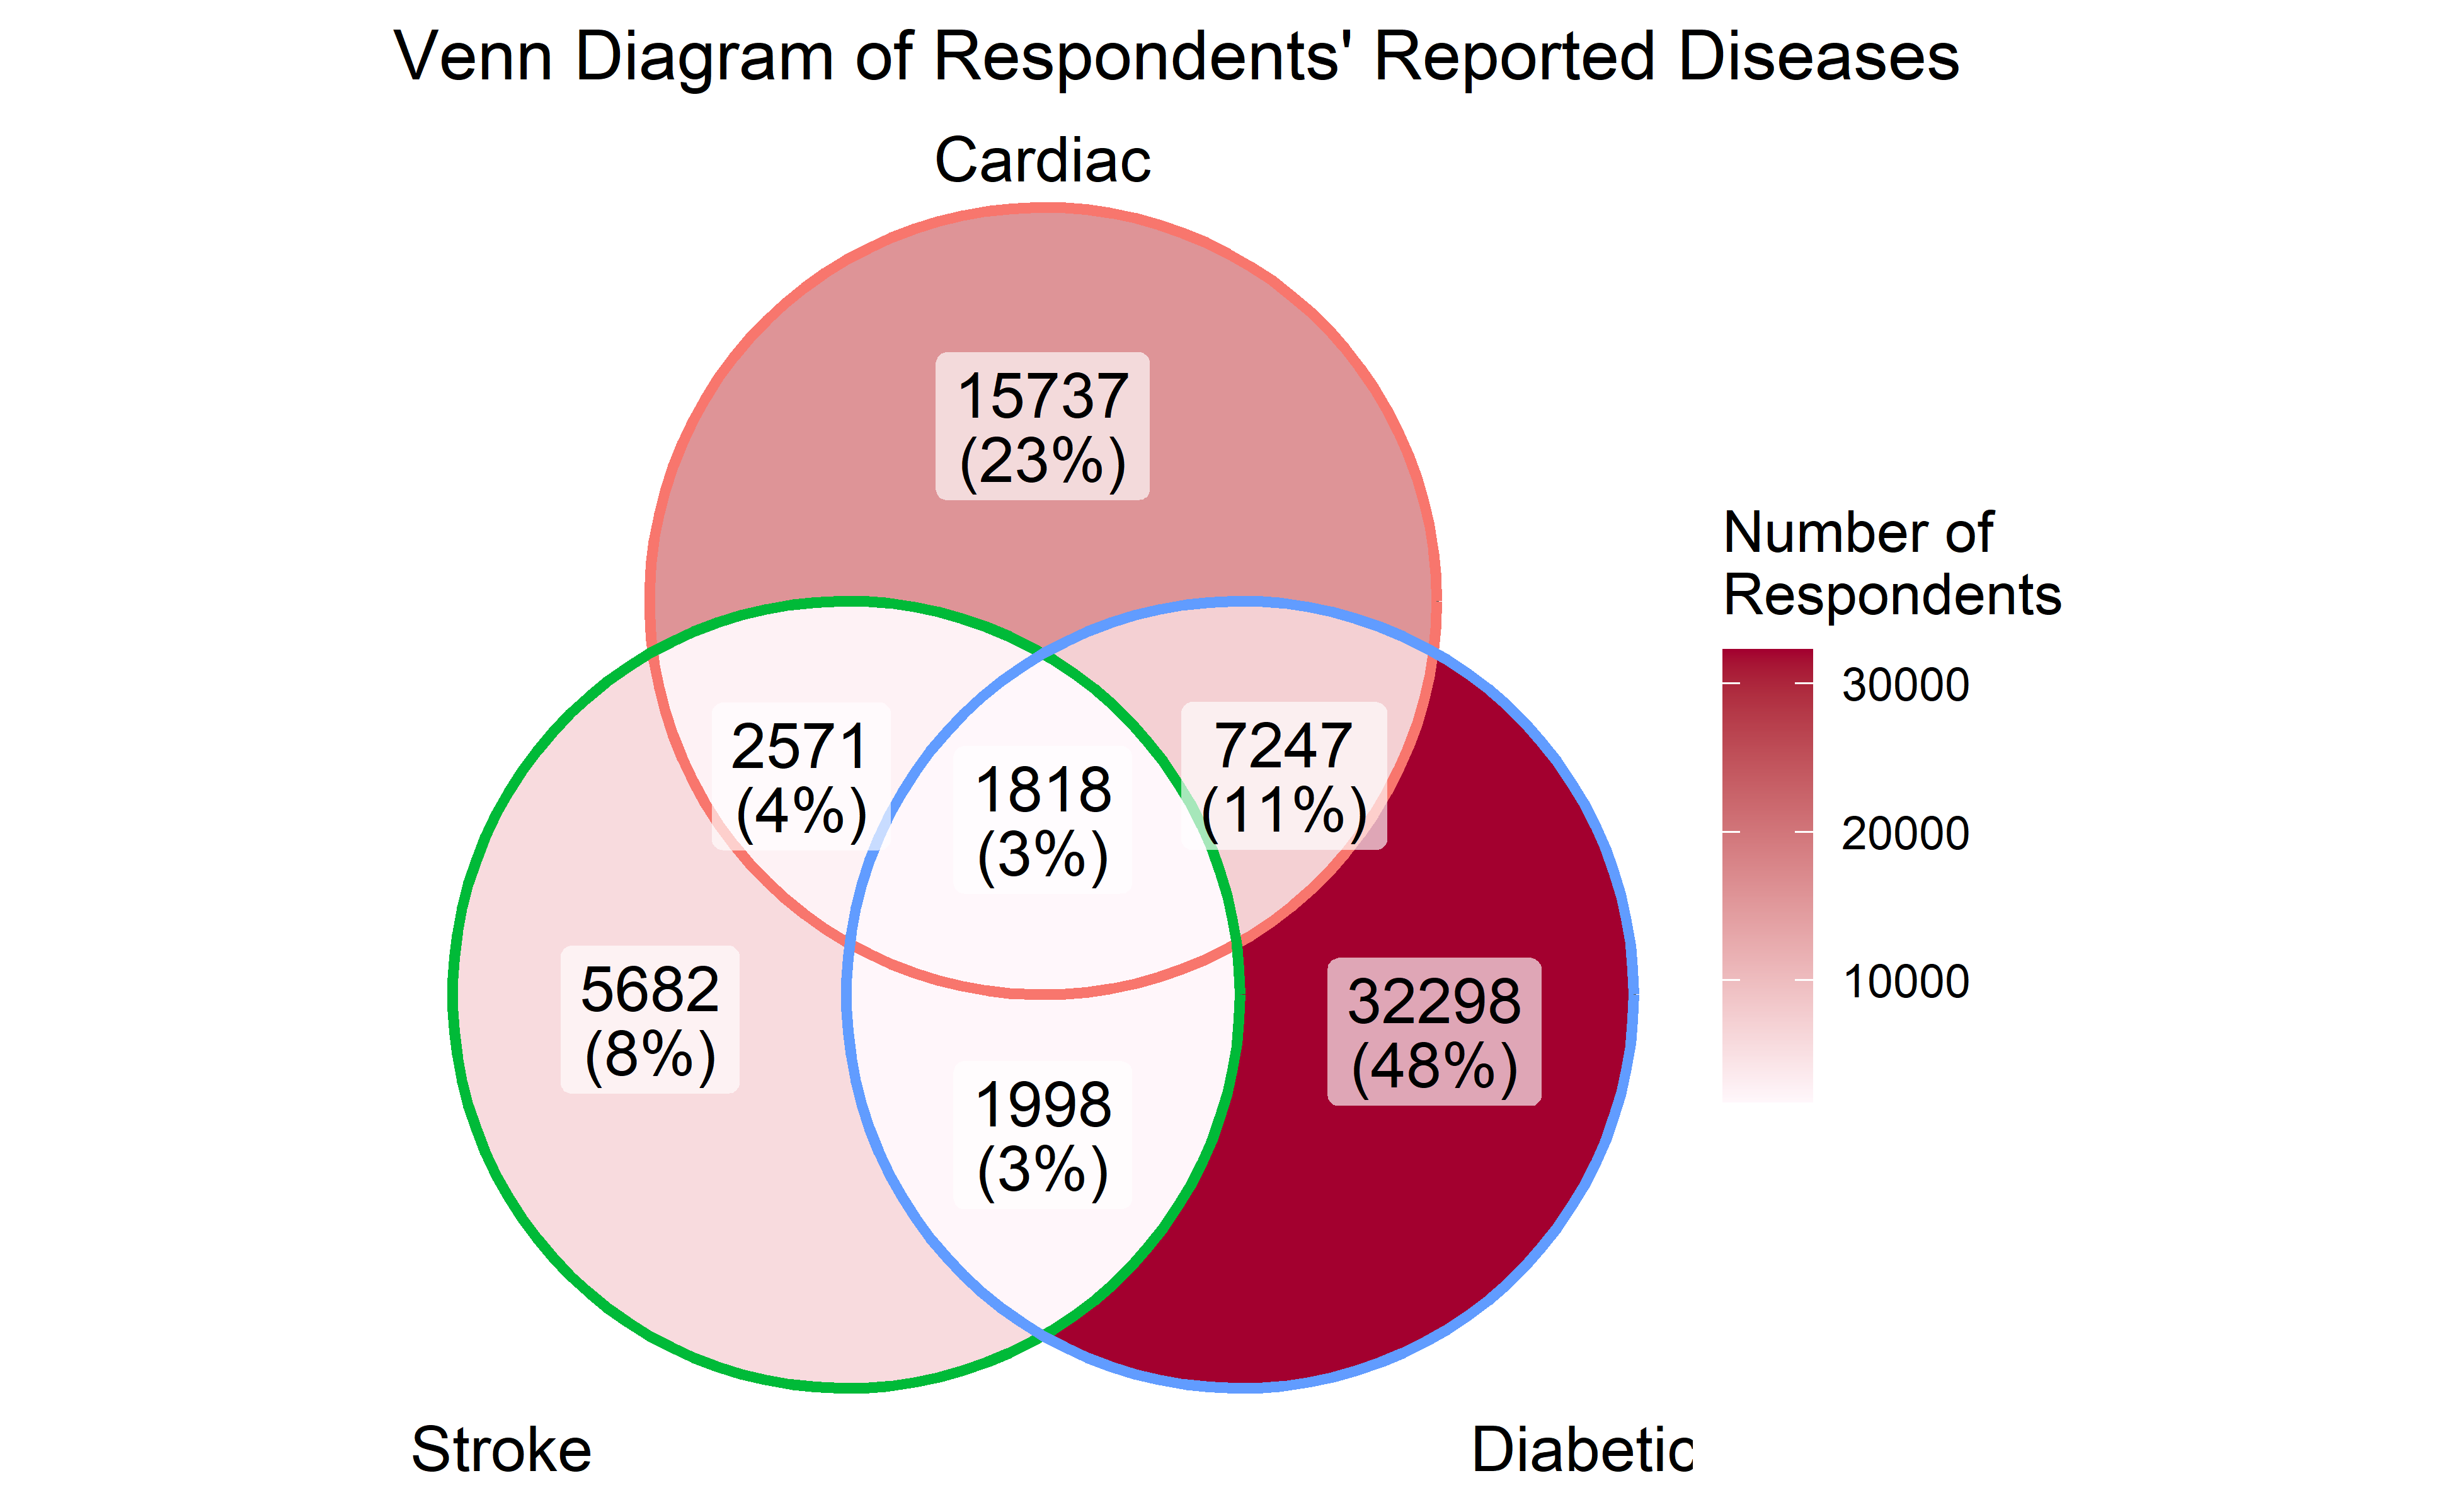 Venn Diagram of Respondents' Reported Diseases
Cardiac
15737
(23%)
2571
(4%)
1818
(3%)
7247
(11%)
5682
(8%)
1998
(3%)
32298
(48%)
Stroke
Diabetic
Number of
Respondents
30000
20000
10000